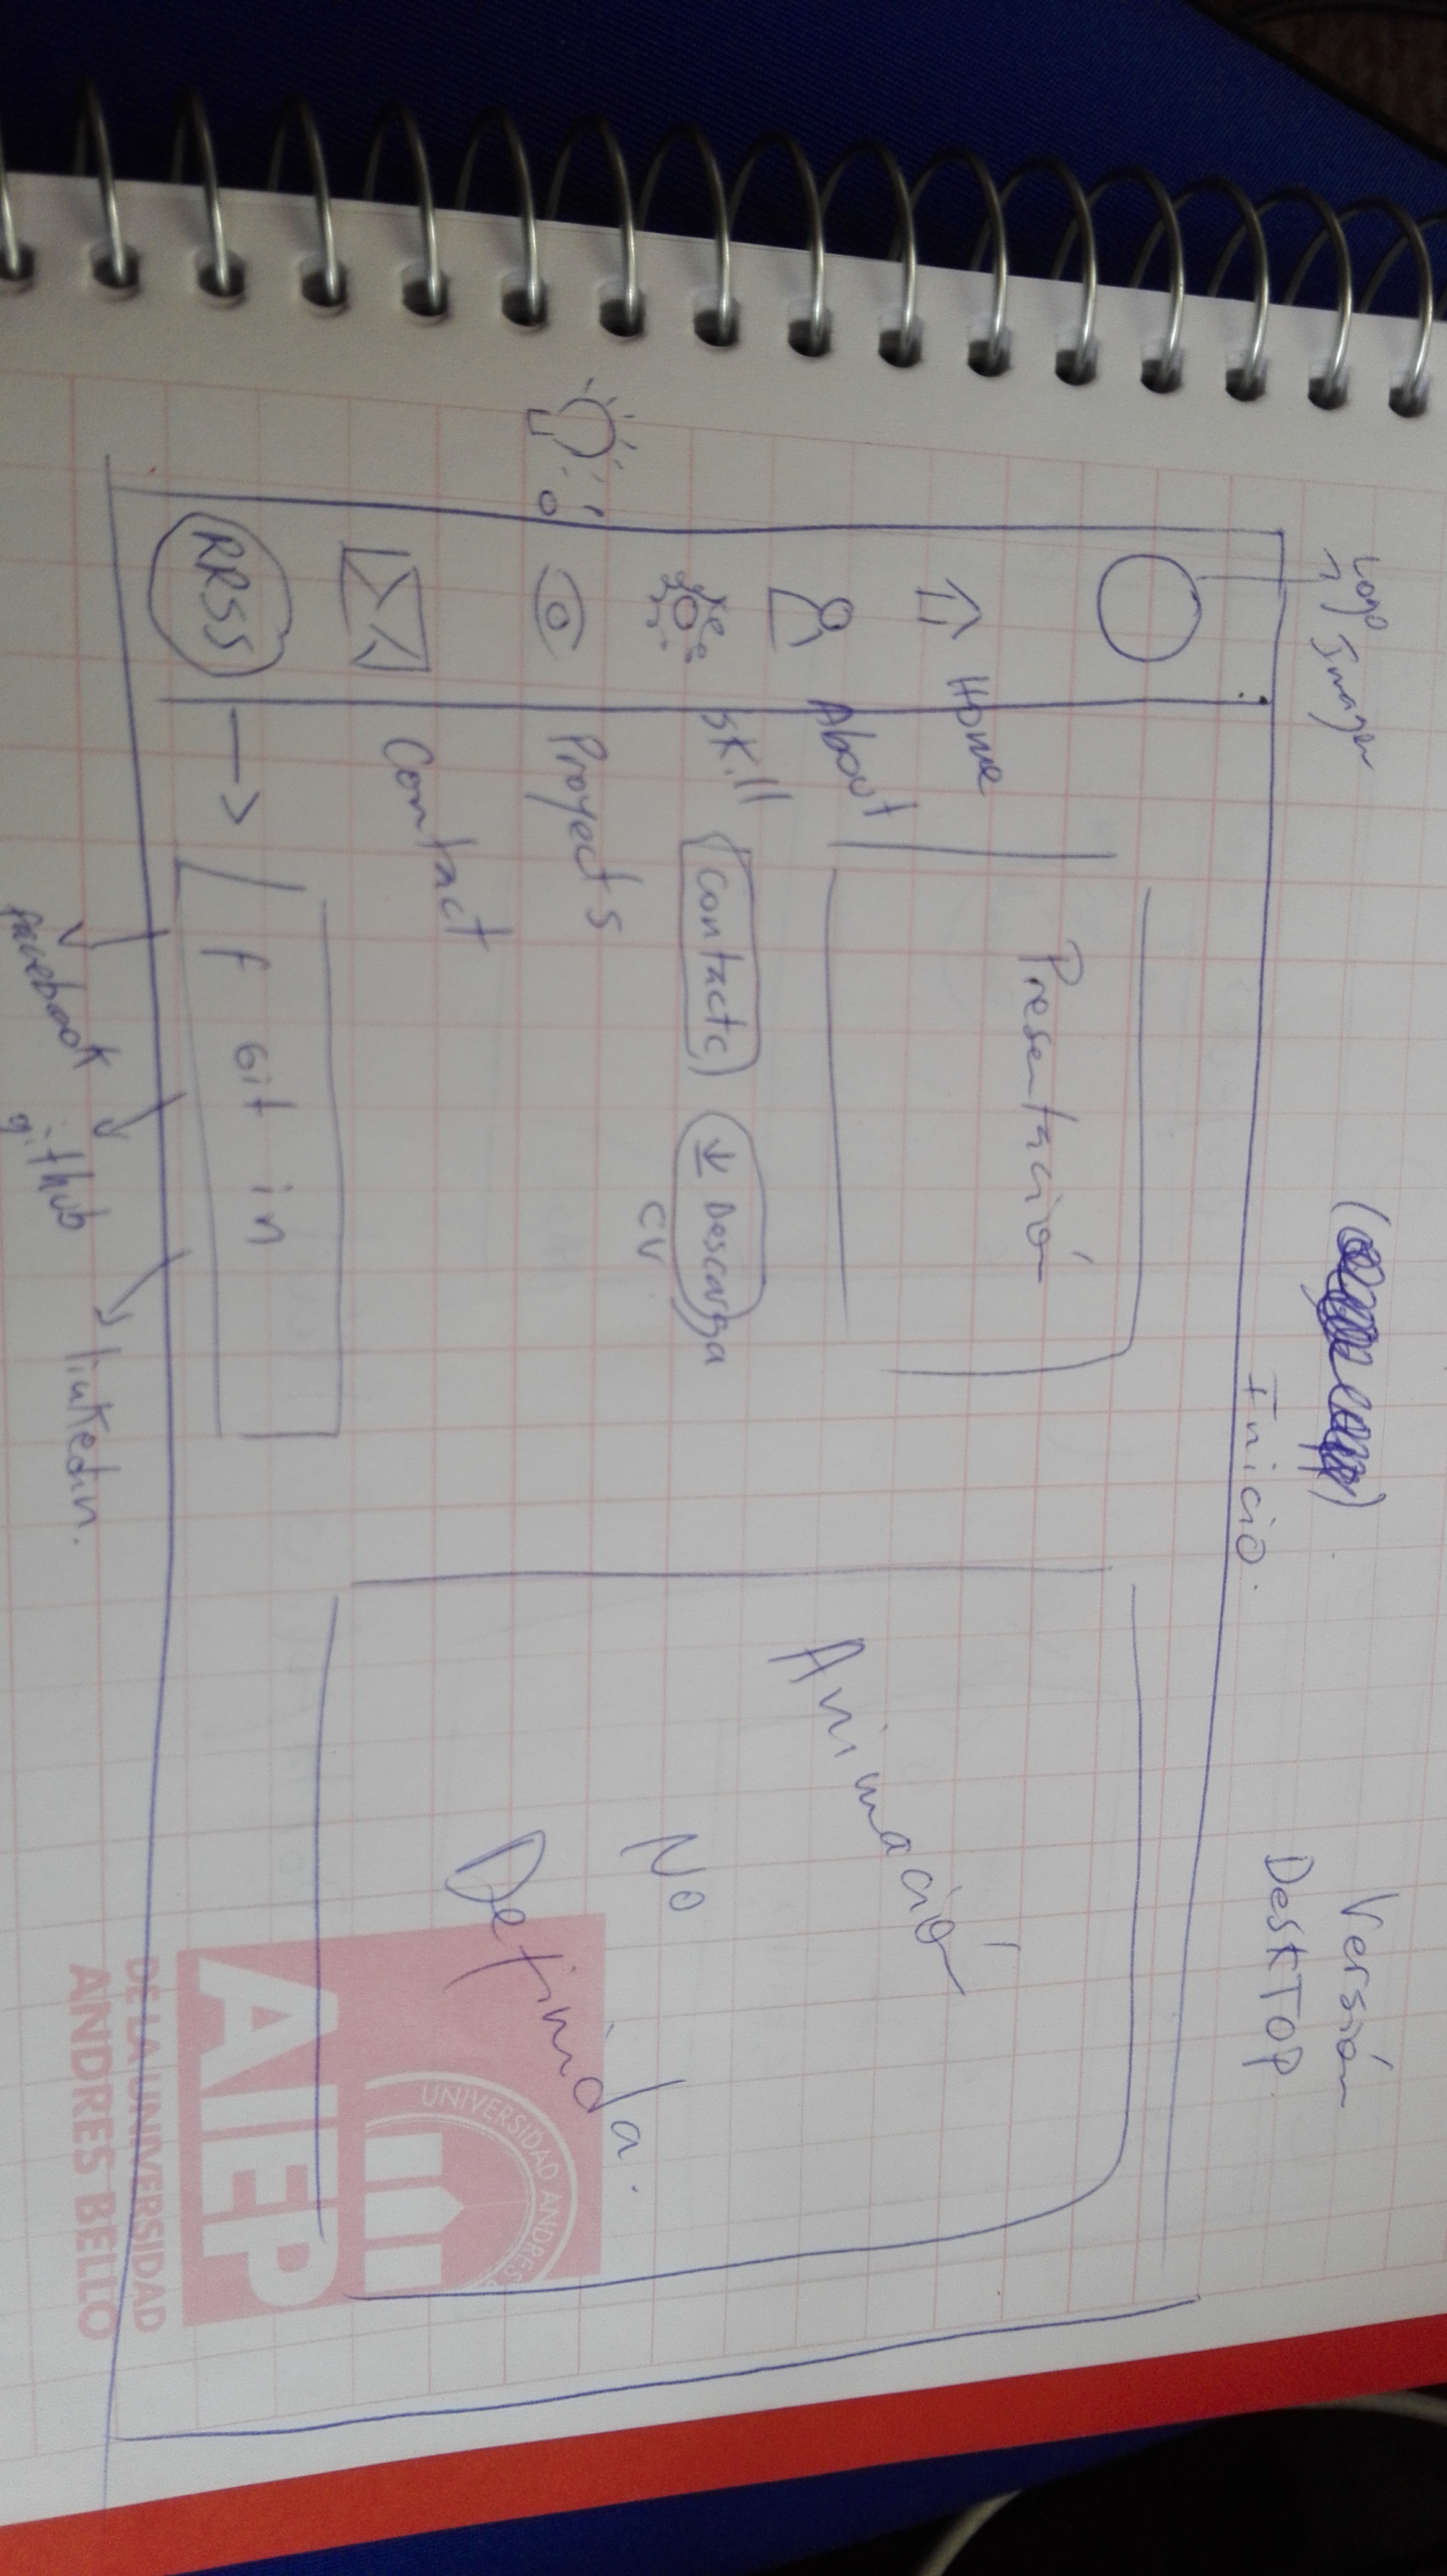 Logo
Imagen
Versión
DesKTOP.
Inicio.
Presentación
Home
About
Skill
Contacto
Descarga
CV
Proyects
Contact
RRSS
f Git in
facebook
github
linkedin.
Animación
No
Definida.
UNIVERSIDAD ANDRES
AIEP
DE LA UNIVERSIDAD
ANDRES BELLO